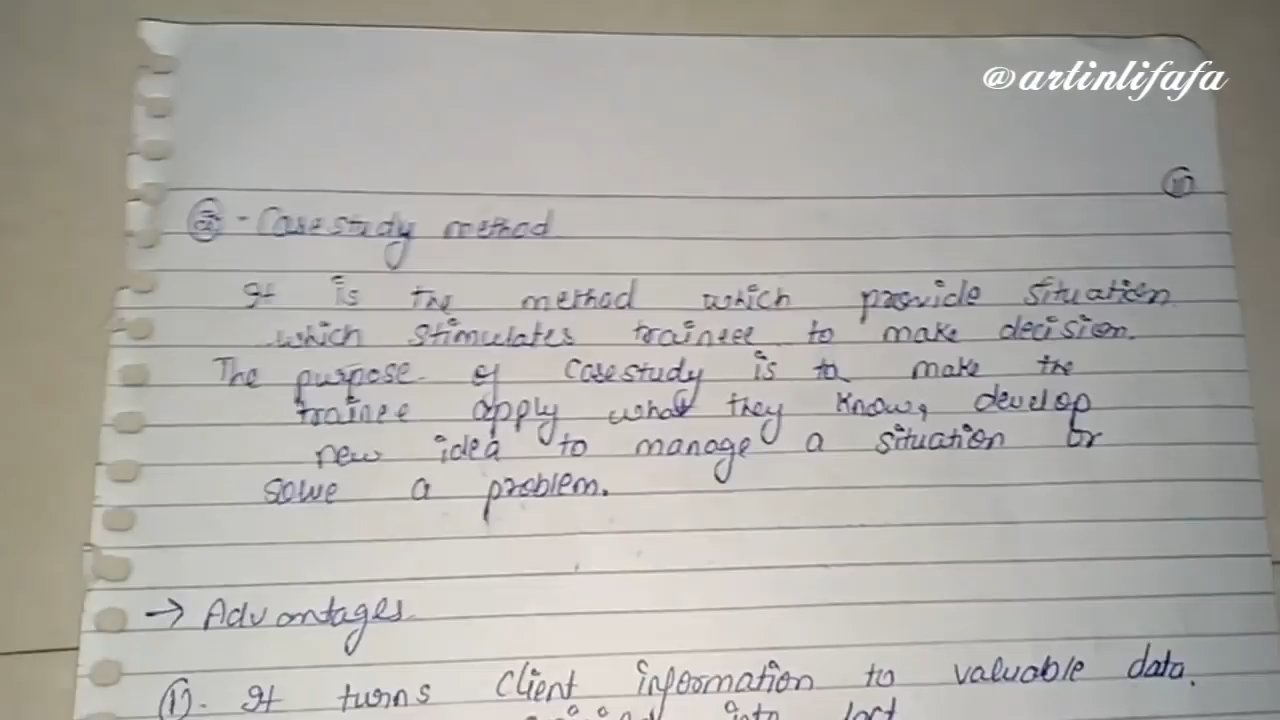 @artinlifafa
- Casestudy method
It is the method which provide situation
which stimulates trainee to make decision.
The purpose of casestudy is to make the
trainee apply what they know, develop
new idea to manage a situation or
solve a problem.
→ Advantages
①. It turns client information to valuable data.